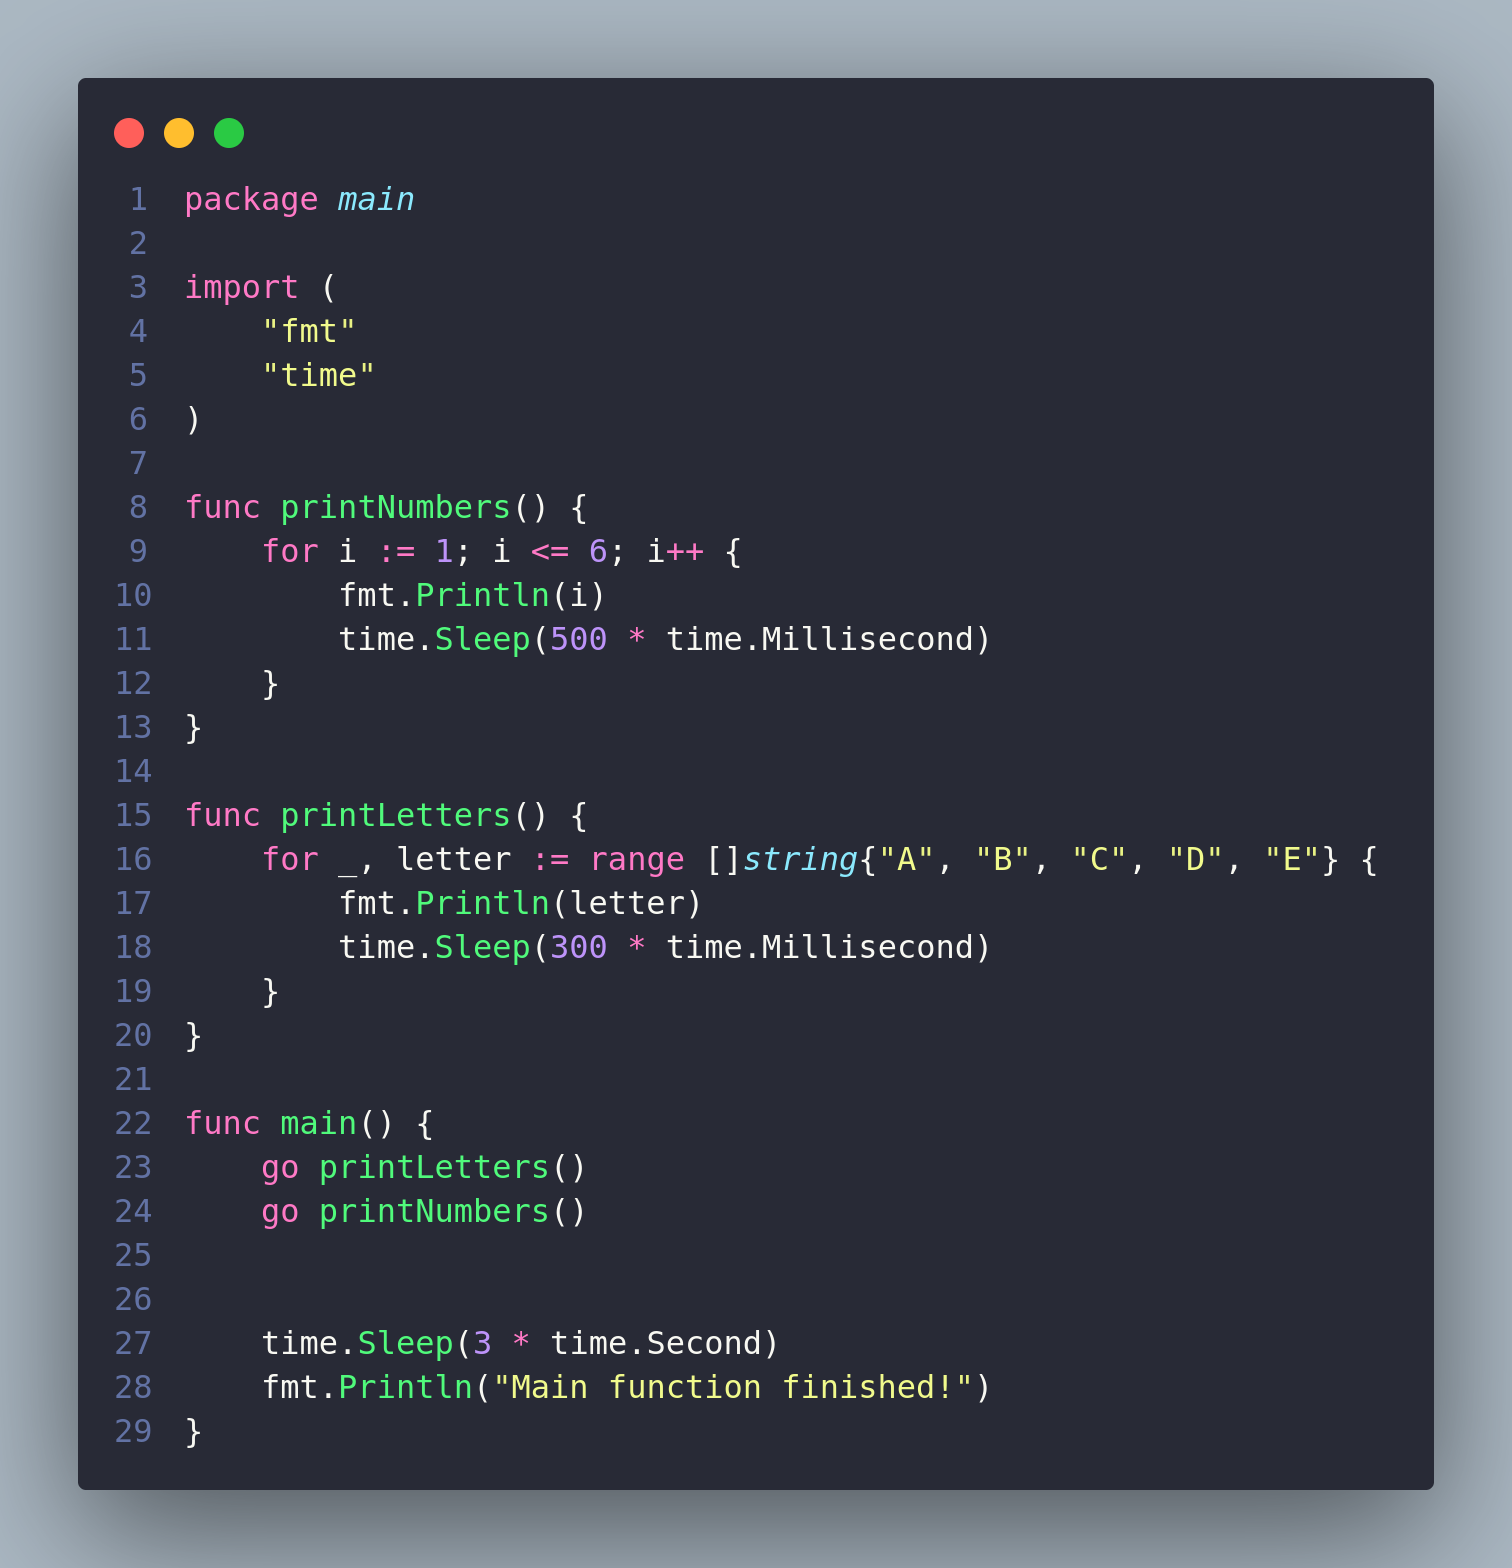 1 package main
2
3 import (
4     "fmt"
5     "time"
6 )
7
8 func printNumbers() {
9     for i := 1; i <= 6; i++ {
10         fmt.Println(i)
11         time.Sleep(500 * time.Millisecond)
12     }
13 }
14
15 func printLetters() {
16     for _, letter := range []string{"A", "B", "C", "D", "E"} {
17         fmt.Println(letter)
18         time.Sleep(300 * time.Millisecond)
19     }
20 }
21
22 func main() {
23     go printLetters()
24     go printNumbers()
25
26
27     time.Sleep(3 * time.Second)
28     fmt.Println("Main function finished!")
29 }